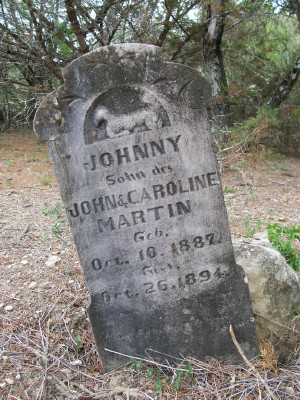 JOHNNY
Sohn des
JOHN & CAROLINE
MARTIN
Geb.
Oct. 10. 1887.
Gest.
Oct. 26. 1894.